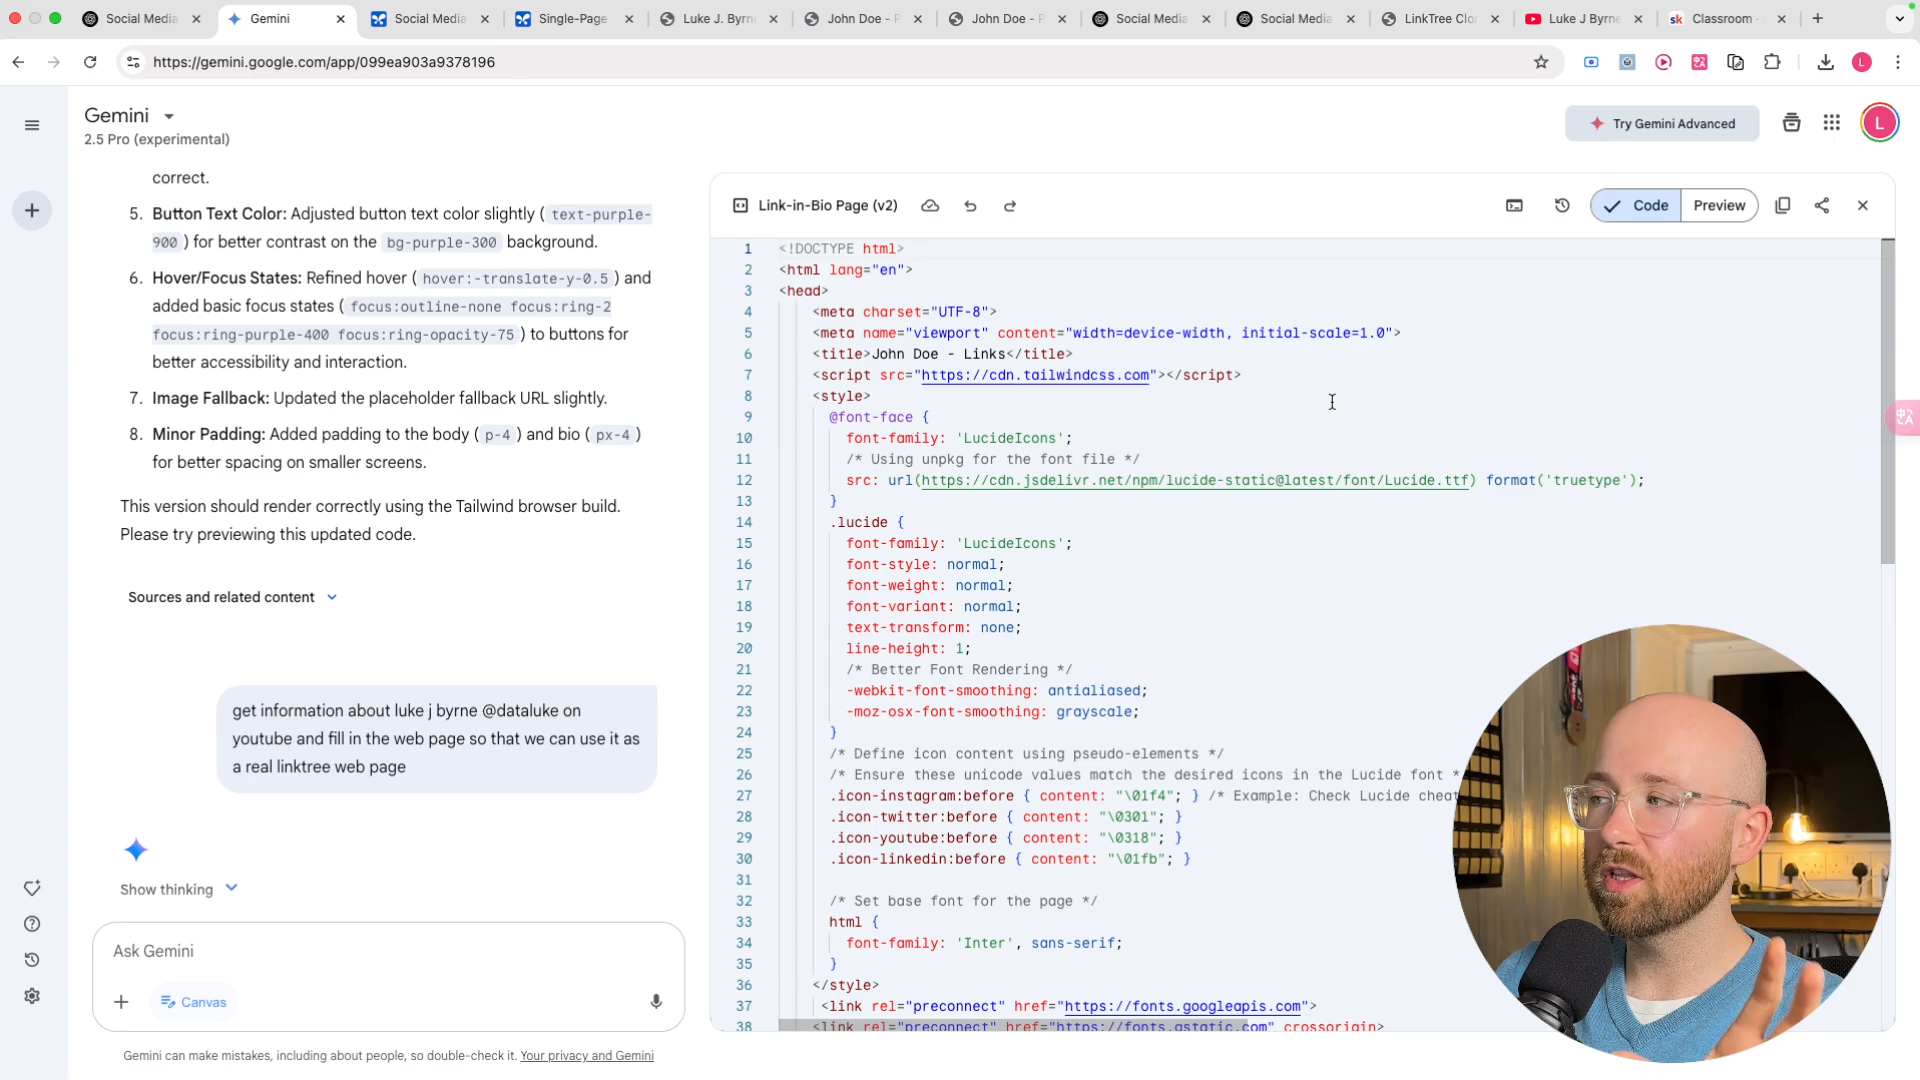 Social Media
Gemini
Social Media
Single-Page
Luke J. Byrn
John Doe - P
John Doe - P
Social Media
Social Media
LinkTree Clo
Luke J Byrne
sk Classroom -
https://gemini.google.com/app/099ea903a9378196
L
Gemini
2.5 Pro (experimental)
Try Gemini Advanced
L
correct.
5. Button Text Color: Adjusted button text color slightly ( text-purple-
900 ) for better contrast on the bg-purple-300 background.
6. Hover/Focus States: Refined hover ( hover:-translate-y-0.5 ) and
added basic focus states ( focus:outline-none focus:ring-2
focus:ring-purple-400 focus:ring-opacity-75 ) to buttons for
better accessibility and interaction.
7. Image Fallback: Updated the placeholder fallback URL slightly.
8. Minor Padding: Added padding to the body ( p-4 ) and bio ( px-4 )
for better spacing on smaller screens.
This version should render correctly using the Tailwind browser build.
Please try previewing this updated code.
Sources and related content
get information about luke j byrne @dataluke on
youtube and fill in the web page so that we can use it as
a real linktree web page
Show thinking
Ask Gemini
Canvas
Gemini can make mistakes, including about people, so double-check it. Your privacy and Gemini
Link-in-Bio Page (v2)
Code
Preview
1 <!DOCTYPE html>
2 <html lang="en">
3 <head>
4 <meta charset="UTF-8">
5 <meta name="viewport" content="width=device-width, initial-scale=1.0">
6 <title>John Doe - Links</title>
7 <script src="https://cdn.tailwindcss.com"></script>
8 <style>
9 @font-face {
10 font-family: 'LucideIcons';
11 /* Using unpkg for the font file */
12 src: url(https://cdn.jsdelivr.net/npm/lucide-static@latest/font/Lucide.ttf) format('truetype');
13 }
14 .lucide {
15 font-family: 'LucideIcons';
16 font-style: normal;
17 font-weight: normal;
18 font-variant: normal;
19 text-transform: none;
20 line-height: 1;
21 /* Better Font Rendering */
22 -webkit-font-smoothing: antialiased;
23 -moz-osx-font-smoothing: grayscale;
24 }
25 /* Define icon content using pseudo-elements */
26 /* Ensure these unicode values match the desired icons in the Lucide font *
27 .icon-instagram:before { content: "\01f4"; } /* Example: Check Lucide cheat
28 .icon-twitter:before { content: "\0301"; }
29 .icon-youtube:before { content: "\0318"; }
30 .icon-linkedin:before { content: "\01fb"; }
31
32 /* Set base font for the page */
33 html {
34 font-family: 'Inter', sans-serif;
35 }
36 </style>
37 <link rel="preconnect" href="https://fonts.googleapis.com">
38 <link rel="preconnect" href="https://fonts.gstatic.com" crossorigin>